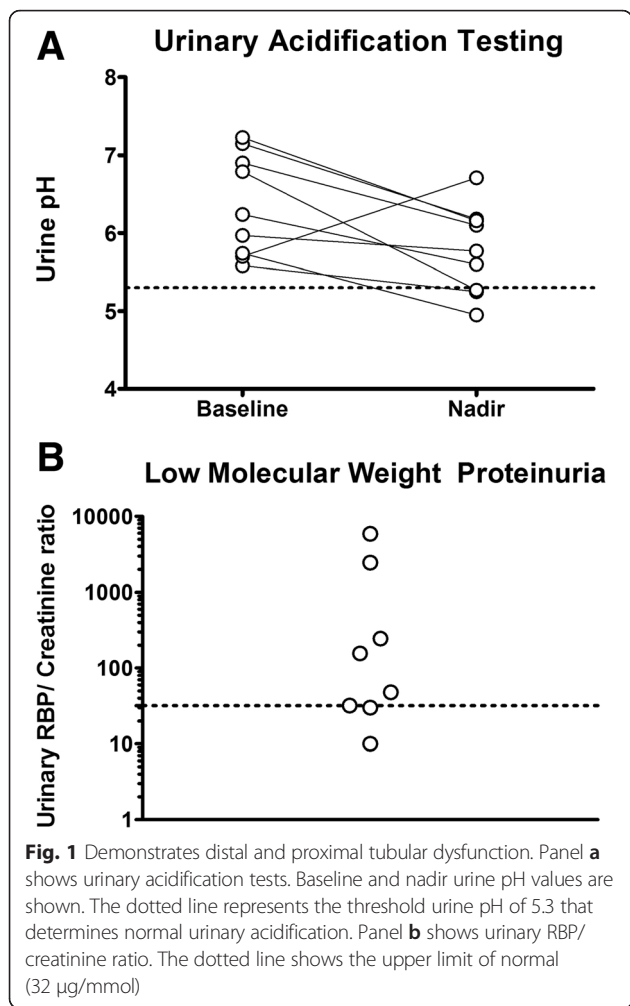 A
Urinary Acidification Testing
Urine pH
8
7
6
5
4
Baseline
Nadir
B
Low Molecular Weight Proteinuria
Urinary RBP/ Creatinine ratio
10000
1000
100
10
1
Fig. 1 Demonstrates distal and proximal tubular dysfunction. Panel a
shows urinary acidification tests. Baseline and nadir urine pH values are
shown. The dotted line represents the threshold urine pH of 5.3 that
determines normal urinary acidification. Panel b shows urinary RBP/
creatinine ratio. The dotted line shows the upper limit of normal
(32 μg/mmol)